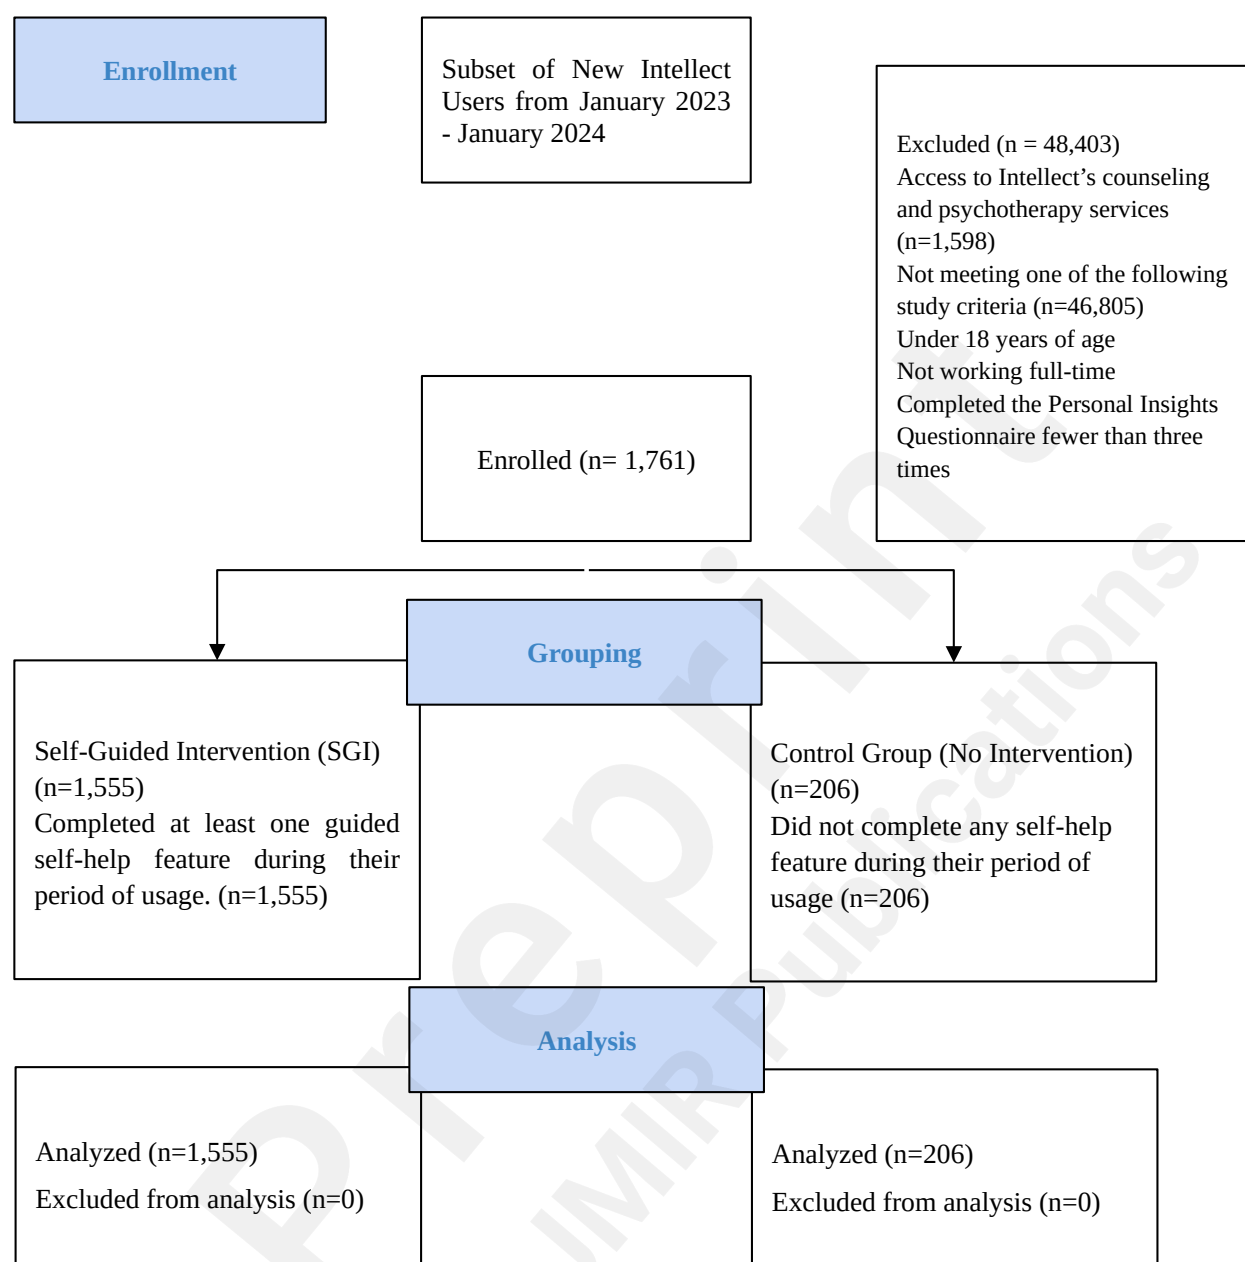 Enrollment
Subset of New Intellect
Users from January 2023
- January 2024
Excluded (n = 48,403)
Access to Intellect’s counseling
and psychotherapy services
(n=1,598)
Not meeting one of the following
study criteria (n=46,805)
Under 18 years of age
Not working full-time
Completed the Personal Insights
Questionnaire fewer than three
times
Enrolled (n= 1,761)
Grouping
Self-Guided Intervention (SGI)
(n=1,555)
Completed at least one guided
self-help feature during their
period of usage. (n=1,555)
Control Group (No Intervention)
(n=206)
Did not complete any self-help
feature during their period of
usage (n=206)
Analysis
Analyzed (n=1,555)
Excluded from analysis (n=0)
Analyzed (n=206)
Excluded from analysis (n=0)
Preprint
JMIR Publications